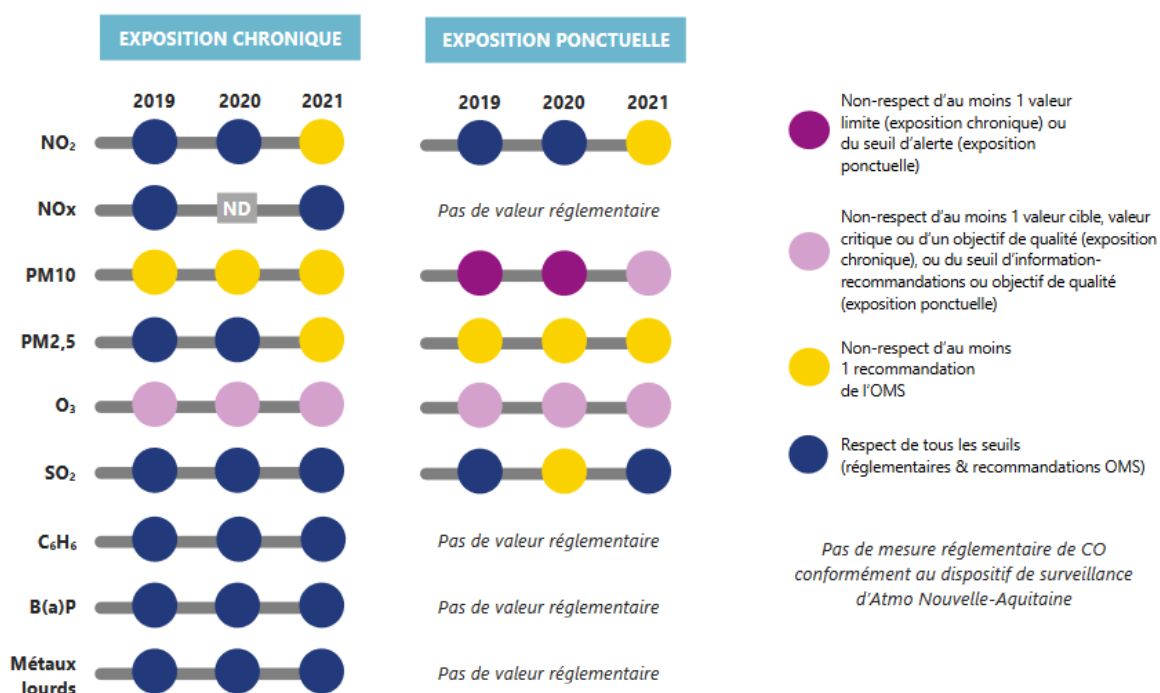 EXPOSITION CHRONIQUE
EXPOSITION PONCTUELLE
2019 2020 2021
2019 2020 2021
NO₂
NOx
ND
Pas de valeur réglementaire
PM10
PM2,5
O₃
SO₂
C₆H₆
Pas de valeur réglementaire
B(a)P
Pas de valeur réglementaire
Métaux
lourds
Pas de valeur réglementaire
Non-respect d'au moins 1 valeur
limite (exposition chronique) ou
du seuil d'alerte (exposition
ponctuelle)
Non-respect d'au moins 1 valeur cible, valeur
critique ou d'un objectif de qualité (exposition
chronique), ou du seuil d'information-
recommandations ou objectif de qualité
(exposition ponctuelle)
Non-respect d'au moins
1 recommandation
de l'OMS
Respect de tous les seuils
(réglementaires & recommandations OMS)
Pas de mesure réglementaire de CO
conformément au dispositif de surveillance
d'Atmo Nouvelle-Aquitaine